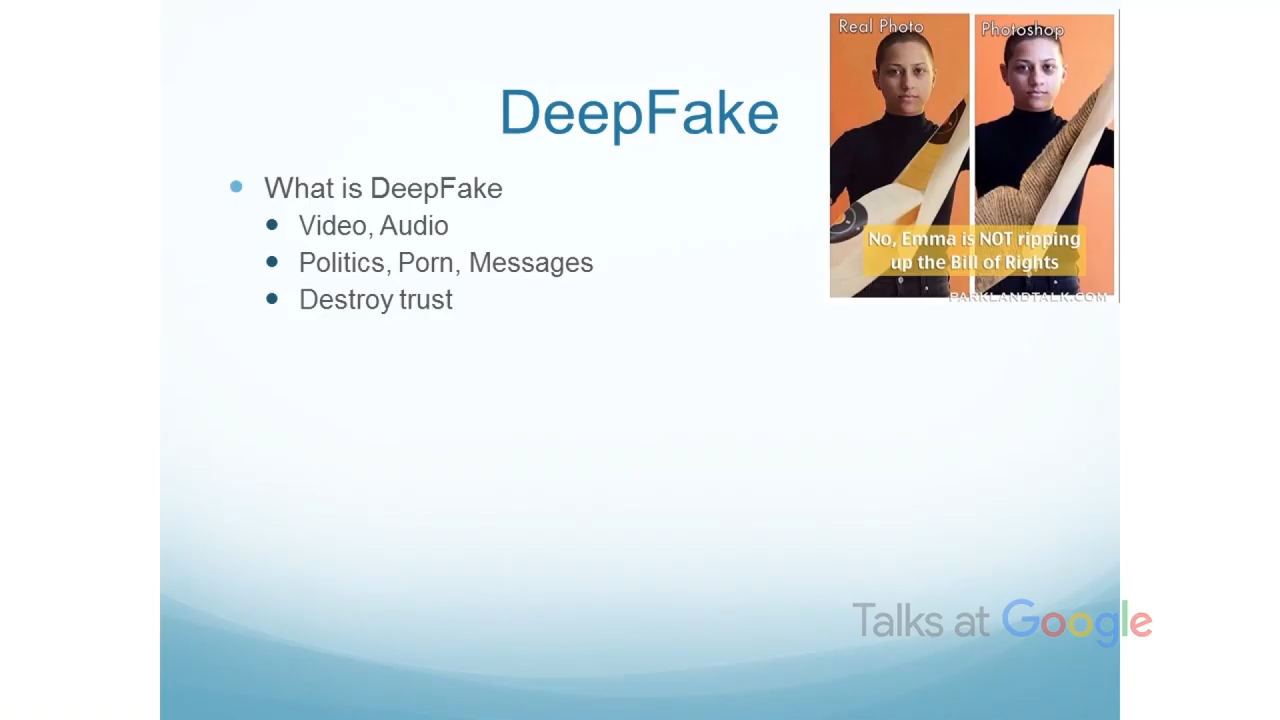 DeepFake
What is DeepFake
Video, Audio
Politics, Porn, Messages
Destroy trust
Real Photo
Photoshop
No, Emma is NOT ripping
up the Bill of Rights
PARKLANDTALK.COM
Talks at Google